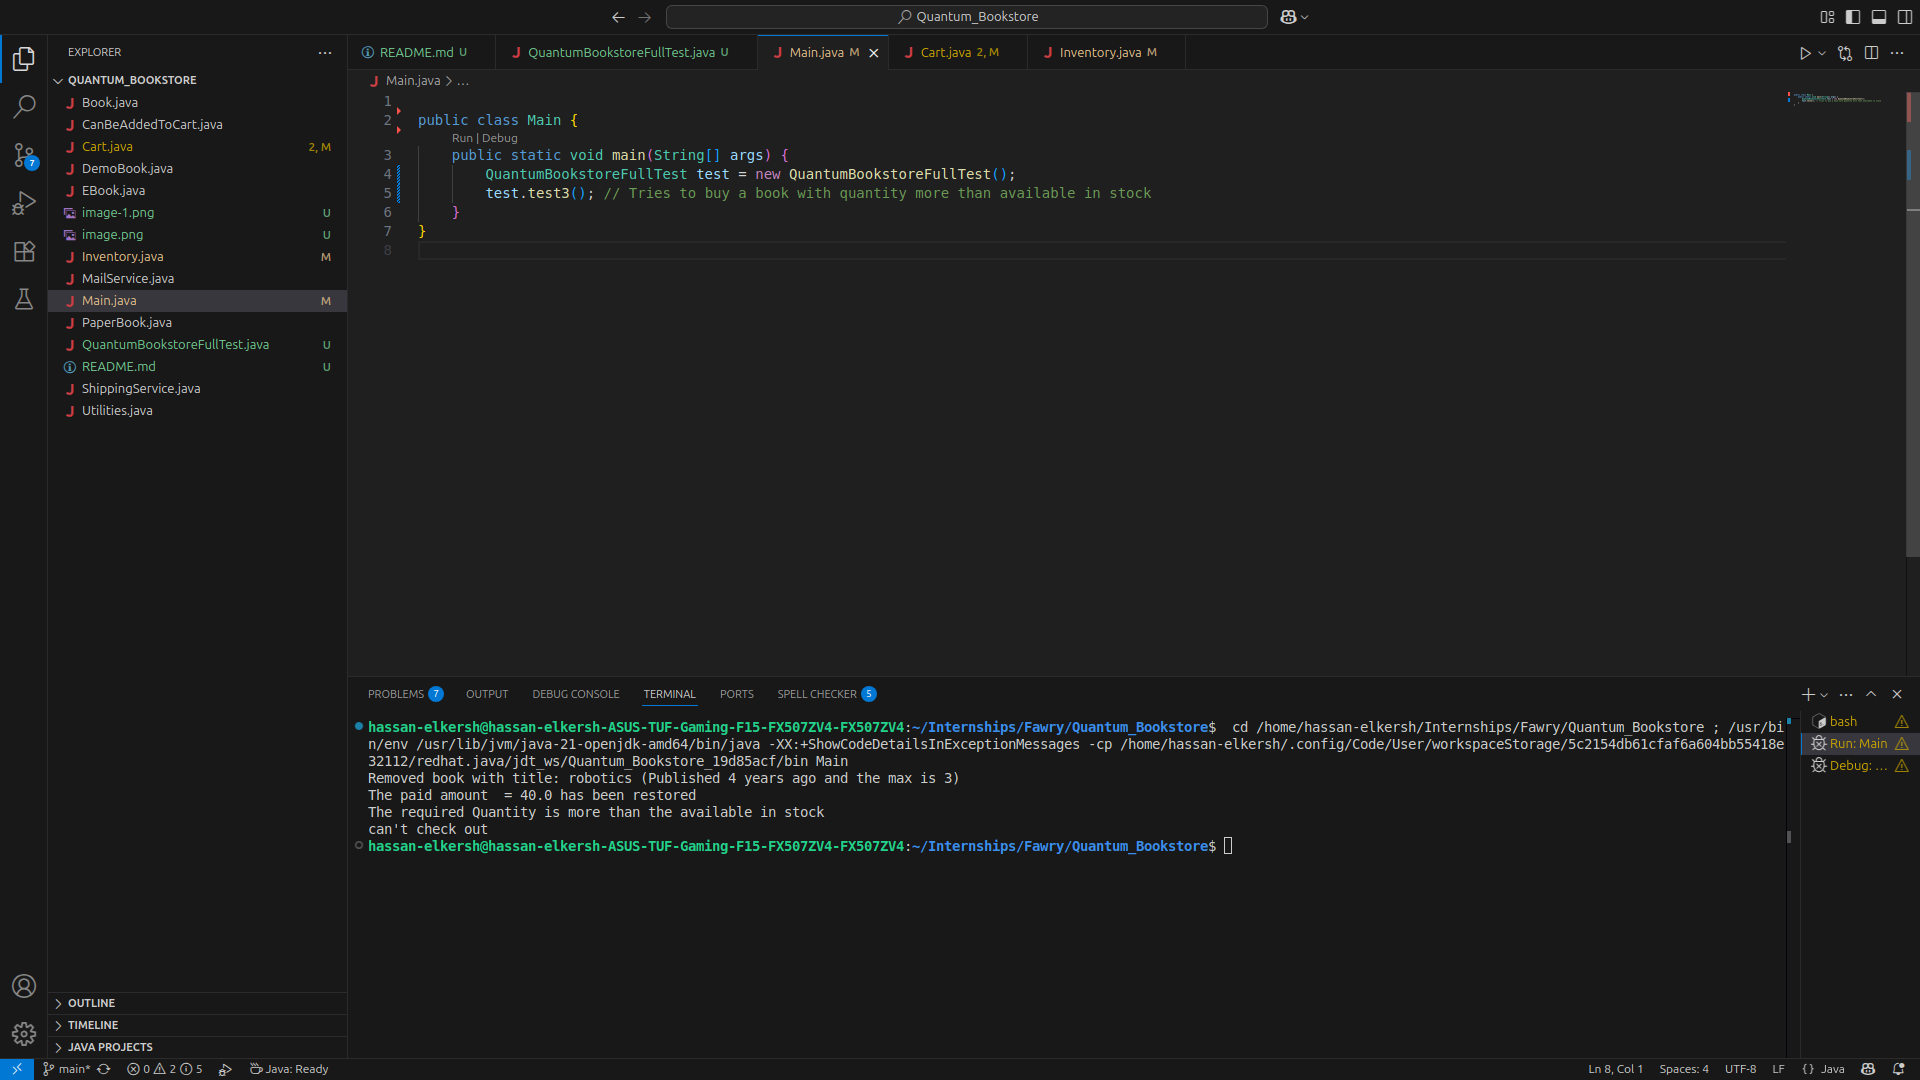 Quantum_Bookstore
EXPLORER
README.md U
QuantumBookstoreFullTest.java U
Main.java M
Cart.java 2, M
Inventory.java M
QUANTUM_BOOKSTORE
Book.java
CanBeAddedToCart.java
Cart.java 2, M
DemoBook.java
EBook.java
image-1.png U
image.png U
Inventory.java M
MailService.java
Main.java M
PaperBook.java
QuantumBookstoreFullTest.java U
README.md U
ShippingService.java
Utilities.java
7
OUTLINE
TIMELINE
JAVA PROJECTS
Main.java > ...
1
2 public class Main {
Run | Debug
3 public static void main(String[] args) {
4 QuantumBookstoreFullTest test = new QuantumBookstoreFullTest();
5 test.test3(); // Tries to buy a book with quantity more than available in stock
6 }
7 }
8
PROBLEMS 7 OUTPUT DEBUG CONSOLE TERMINAL PORTS SPELL CHECKER 5
hassan-elkersh@hassan-elkersh-ASUS-TUF-Gaming-F15-FX507ZV4-FX507ZV4:~/Internships/Fawry/Quantum_Bookstore$ cd /home/hassan-elkersh/Internships/Fawry/Quantum_Bookstore ; /usr/bi
n/env /usr/lib/jvm/java-21-openjdk-amd64/bin/java -XX:+ShowCodeDetailsInExceptionMessages -cp /home/hassan-elkersh/.config/Code/User/workspaceStorage/5c2154db61cfaf6a604bb55418e
32112/redhat.java/jdt_ws/Quantum_Bookstore_19d85acf/bin Main
Removed book with title: robotics (Published 4 years ago and the max is 3)
The paid amount  = 40.0 has been restored
The required Quantity is more than the available in stock
can't check out
hassan-elkersh@hassan-elkersh-ASUS-TUF-Gaming-F15-FX507ZV4-FX507ZV4:~/Internships/Fawry/Quantum_Bookstore$
bash
Run: Main
Debug: ...
main* 0 2 5 Java: Ready
Ln 8, Col 1 Spaces: 4 UTF-8 LF {} Java